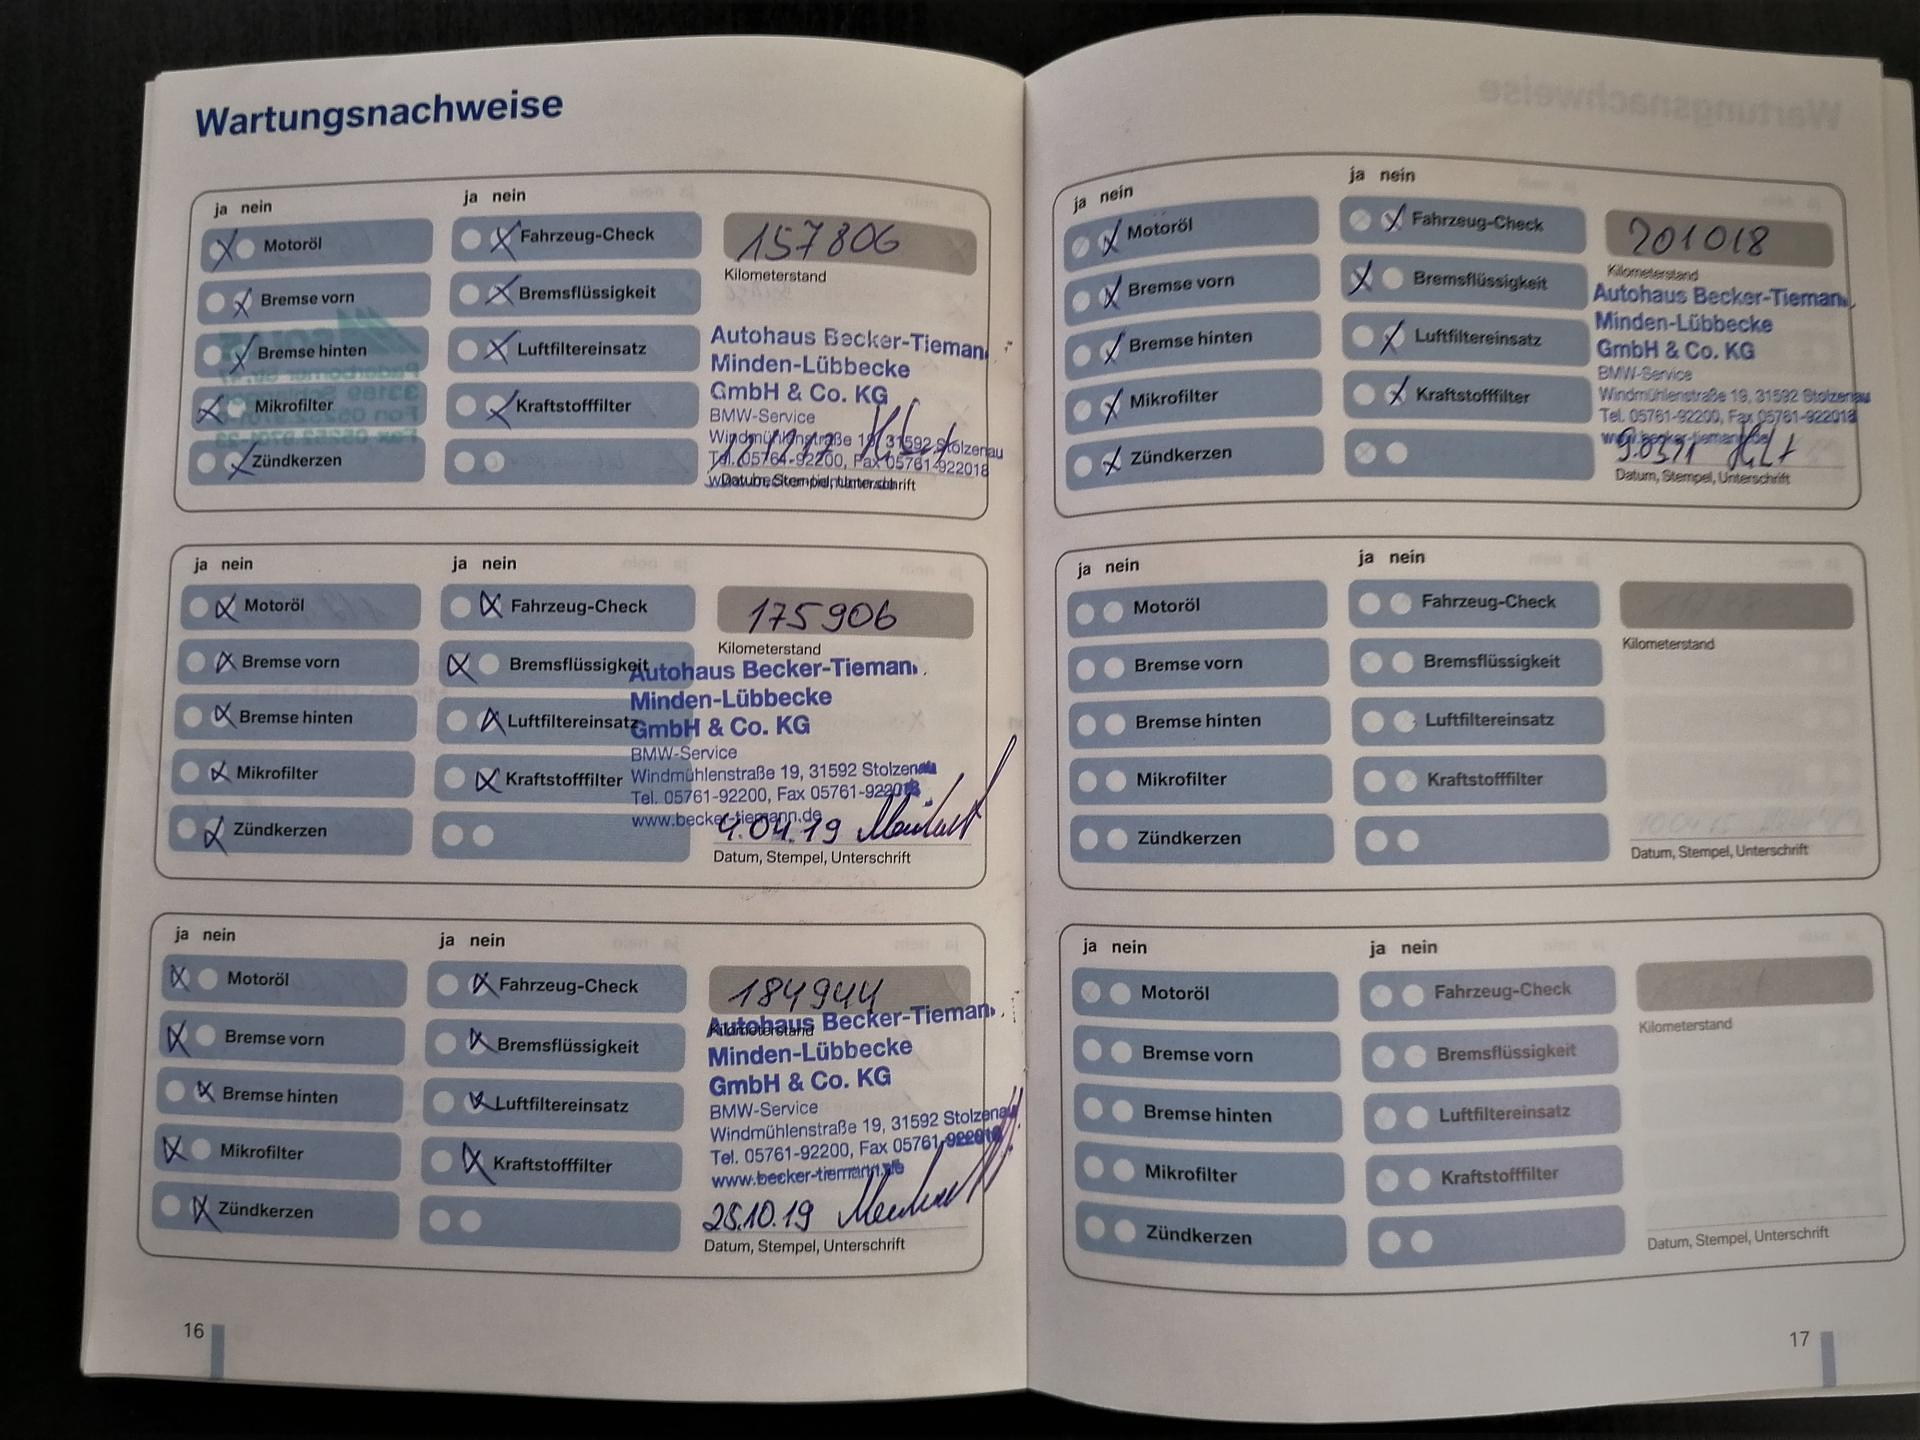 Wartungsnachweise
ja nein
Motoröl
Bremse vorn
Bremse hinten
Mikrofilter
Zündkerzen
ja nein
Fahrzeug-Check
Bremsflüssigkeit
Luftfiltereinsatz
Kraftstofffilter
157806
Kilometerstand
Autohaus Becker-Tieman
Minden-Lübbecke
GmbH & Co. KG
BMW-Service
Windmühlenstraße 19, 31592 Stolzenau
Tel. 05761-92200, Fax 05761-922018
Datum, Stempel, Unterschrift
ja nein
Motoröl
Bremse vorn
Bremse hinten
Mikrofilter
Zündkerzen
ja nein
Fahrzeug-Check
Bremsflüssigkeit
Luftfiltereinsatz
Kraftstofffilter
175906
Kilometerstand
Autohaus Becker-Tieman
Minden-Lübbecke
GmbH & Co. KG
BMW-Service
Windmühlenstraße 19, 31592 Stolzenau
Tel. 05761-92200, Fax 05761-922018
www.becker-tiemann.de
4.04.19
Datum, Stempel, Unterschrift
ja nein
Motoröl
Bremse vorn
Bremse hinten
Mikrofilter
Zündkerzen
ja nein
Fahrzeug-Check
Bremsflüssigkeit
Luftfiltereinsatz
Kraftstofffilter
184944
Kilometerstand
Autohaus Becker-Tieman
Minden-Lübbecke
GmbH & Co. KG
BMW-Service
Windmühlenstraße 19, 31592 Stolzenau
Tel. 05761-92200, Fax 05761-922018
www.becker-tiemann.de
28.10.19
Datum, Stempel, Unterschrift
16
ja nein
Motoröl
Bremse vorn
Bremse hinten
Mikrofilter
Zündkerzen
ja nein
Fahrzeug-Check
Bremsflüssigkeit
Luftfiltereinsatz
Kraftstofffilter
201018
Kilometerstand
Autohaus Becker-Tieman
Minden-Lübbecke
GmbH & Co. KG
BMW-Service
Windmühlenstraße 19, 31592 Stolzenau
Tel. 05761-92200, Fax 05761-922018
www.becker-tiemann.de
Datum, Stempel, Unterschrift
ja nein
Motoröl
Bremse vorn
Bremse hinten
Mikrofilter
Zündkerzen
ja nein
Fahrzeug-Check
Bremsflüssigkeit
Luftfiltereinsatz
Kraftstofffilter
Kilometerstand
Datum, Stempel, Unterschrift
ja nein
Motoröl
Bremse vorn
Bremse hinten
Mikrofilter
Zündkerzen
ja nein
Fahrzeug-Check
Bremsflüssigkeit
Luftfiltereinsatz
Kraftstofffilter
Kilometerstand
Datum, Stempel, Unterschrift
17